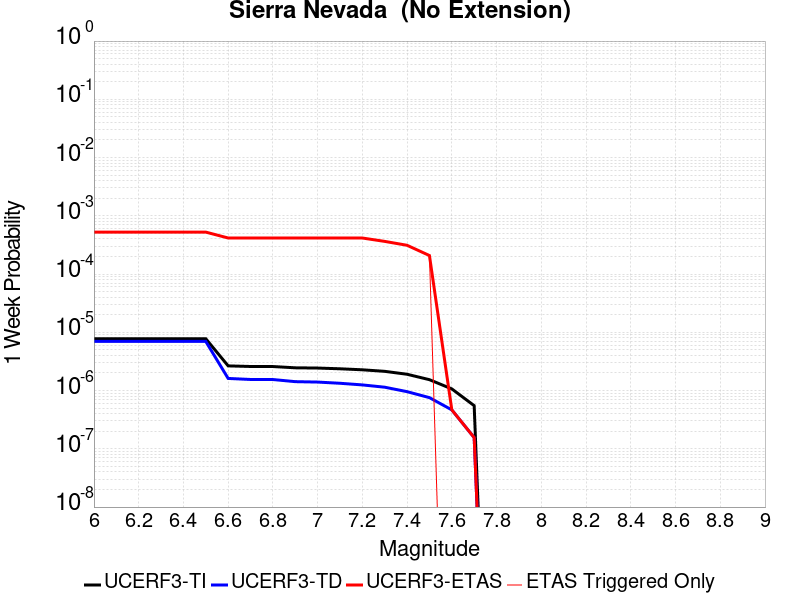 Sierra Nevada (No Extension)
10^0
10^-1
10^-2
10^-3
10^-4
10^-5
10^-6
10^-7
10^-8
1 Week Probability
6 6.2 6.4 6.6 6.8 7 7.2 7.4 7.6 7.8 8 8.2 8.4 8.6 8.8 9
Magnitude
UCERF3-TI UCERF3-TD UCERF3-ETAS ETAS Triggered Only